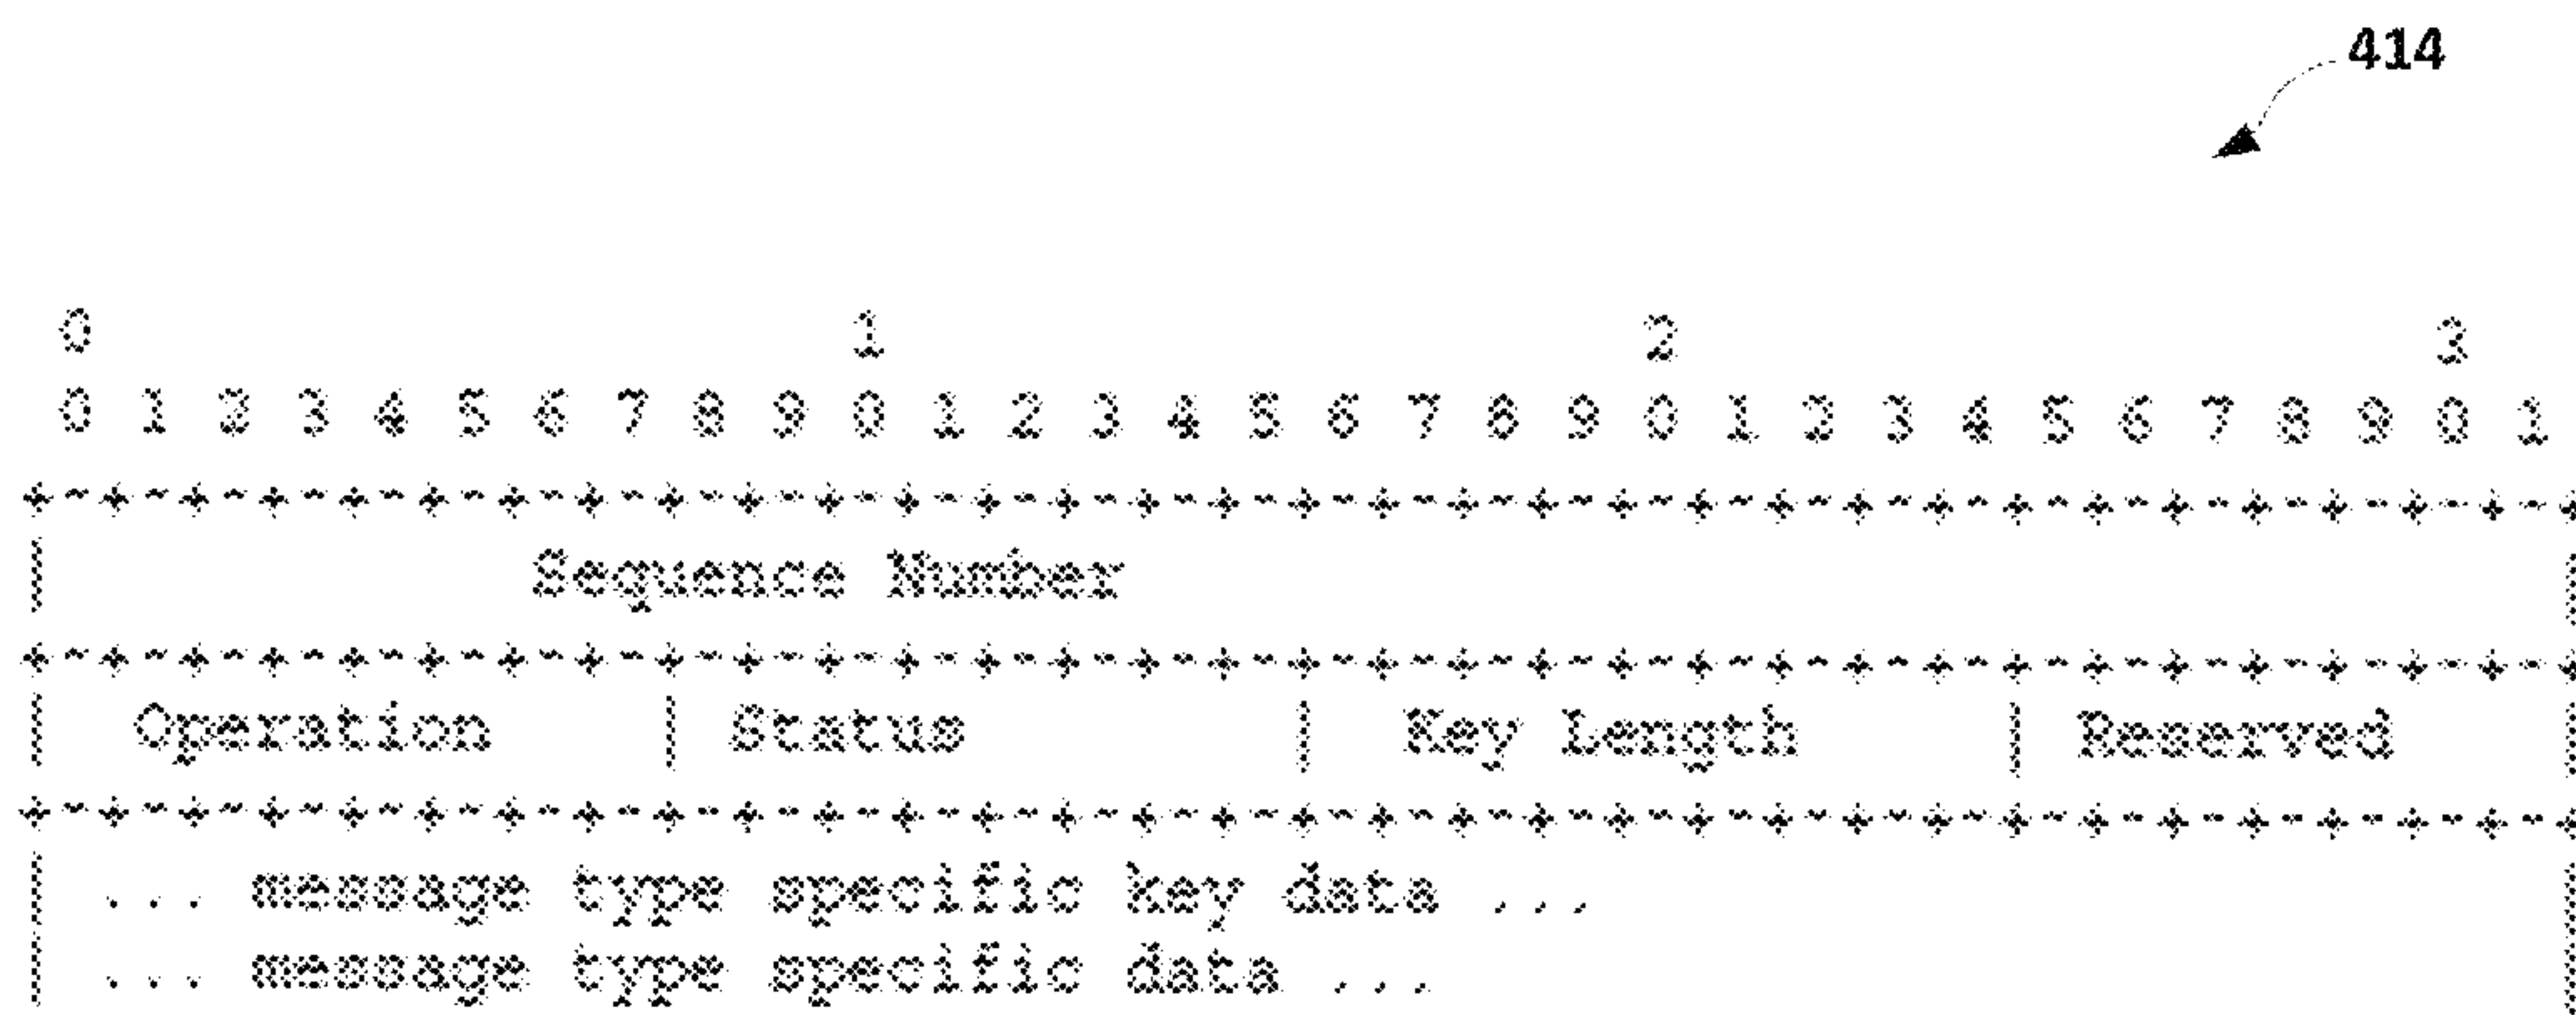 414
0                   1                   2                   3
0 1 2 3 4 5 6 7 8 9 0 1 2 3 4 5 6 7 8 9 0 1 2 3 4 5 6 7 8 9 0 1
+-+-+-+-+-+-+-+-+-+-+-+-+-+-+-+-+-+-+-+-+-+-+-+-+-+-+-+-+-+-+-+-+
|            Sequence Number                                    |
+-+-+-+-+-+-+-+-+-+-+-+-+-+-+-+-+-+-+-+-+-+-+-+-+-+-+-+-+-+-+-+-+
|  Operation    | Status        |  Key Length     | Reserved    |
+-+-+-+-+-+-+-+-+-+-+-+-+-+-+-+-+-+-+-+-+-+-+-+-+-+-+-+-+-+-+-+-+
| ... message type specific key data ...                        |
| ... message type specific data ...                            |